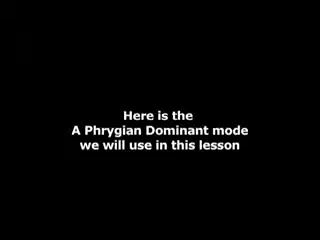 Here is the
A Phrygian Dominant mode
we will use in this lesson